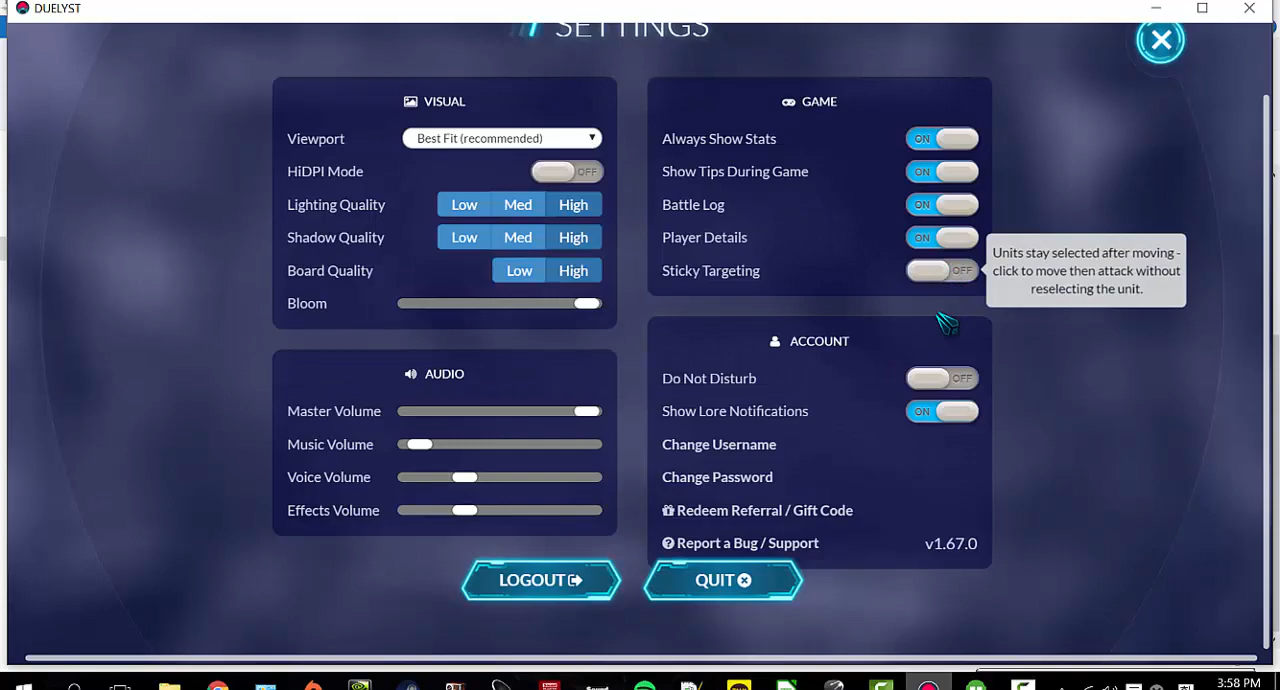 DUELYST
SETTINGS
VISUAL
Viewport Best Fit (recommended)
HiDPI Mode OFF
Lighting Quality Low Med High
Shadow Quality Low Med High
Board Quality Low High
Bloom
AUDIO
Master Volume
Music Volume
Voice Volume
Effects Volume
GAME
Always Show Stats ON
Show Tips During Game ON
Battle Log ON
Player Details ON
Sticky Targeting OFF
Units stay selected after moving -
click to move then attack without
reselecting the unit.
ACCOUNT
Do Not Disturb OFF
Show Lore Notifications ON
Change Username
Change Password
Redeem Referral / Gift Code
Report a Bug / Support v1.67.0
LOGOUT QUIT
3:58 PM